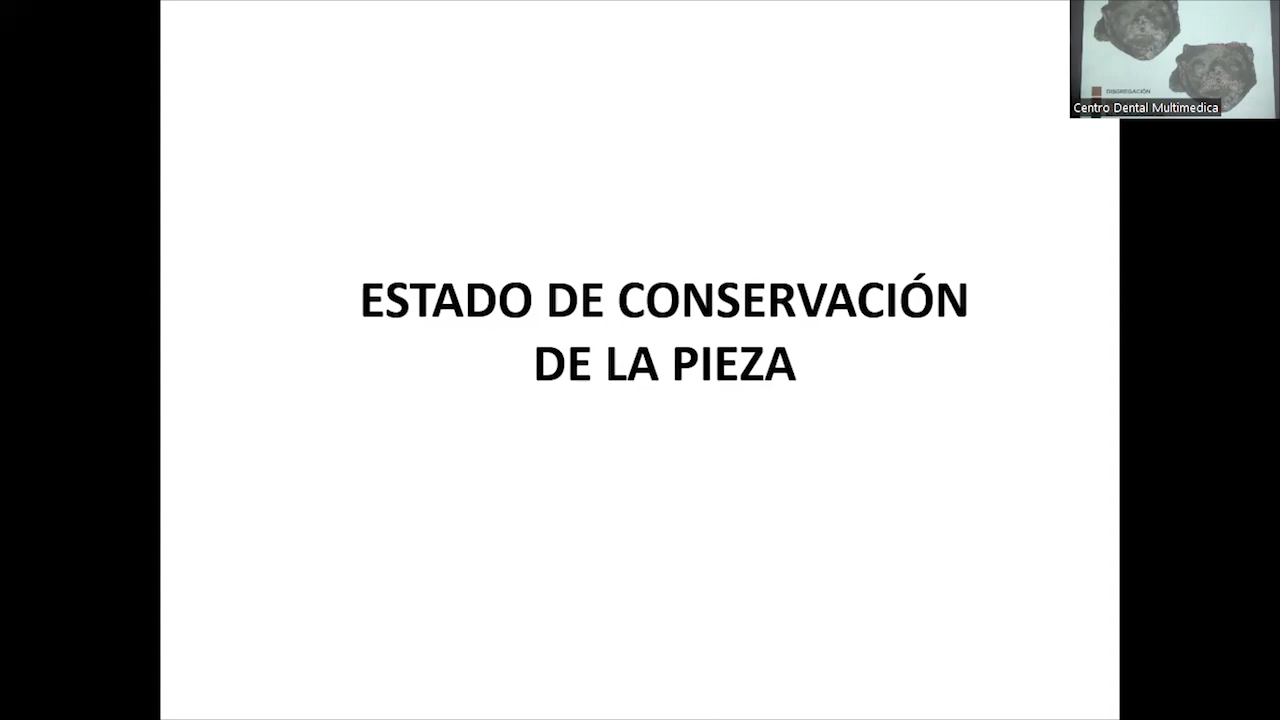 DISGREGACIÓN
Centro Dental Multimedica
ESTADO DE CONSERVACIÓN
DE LA PIEZA